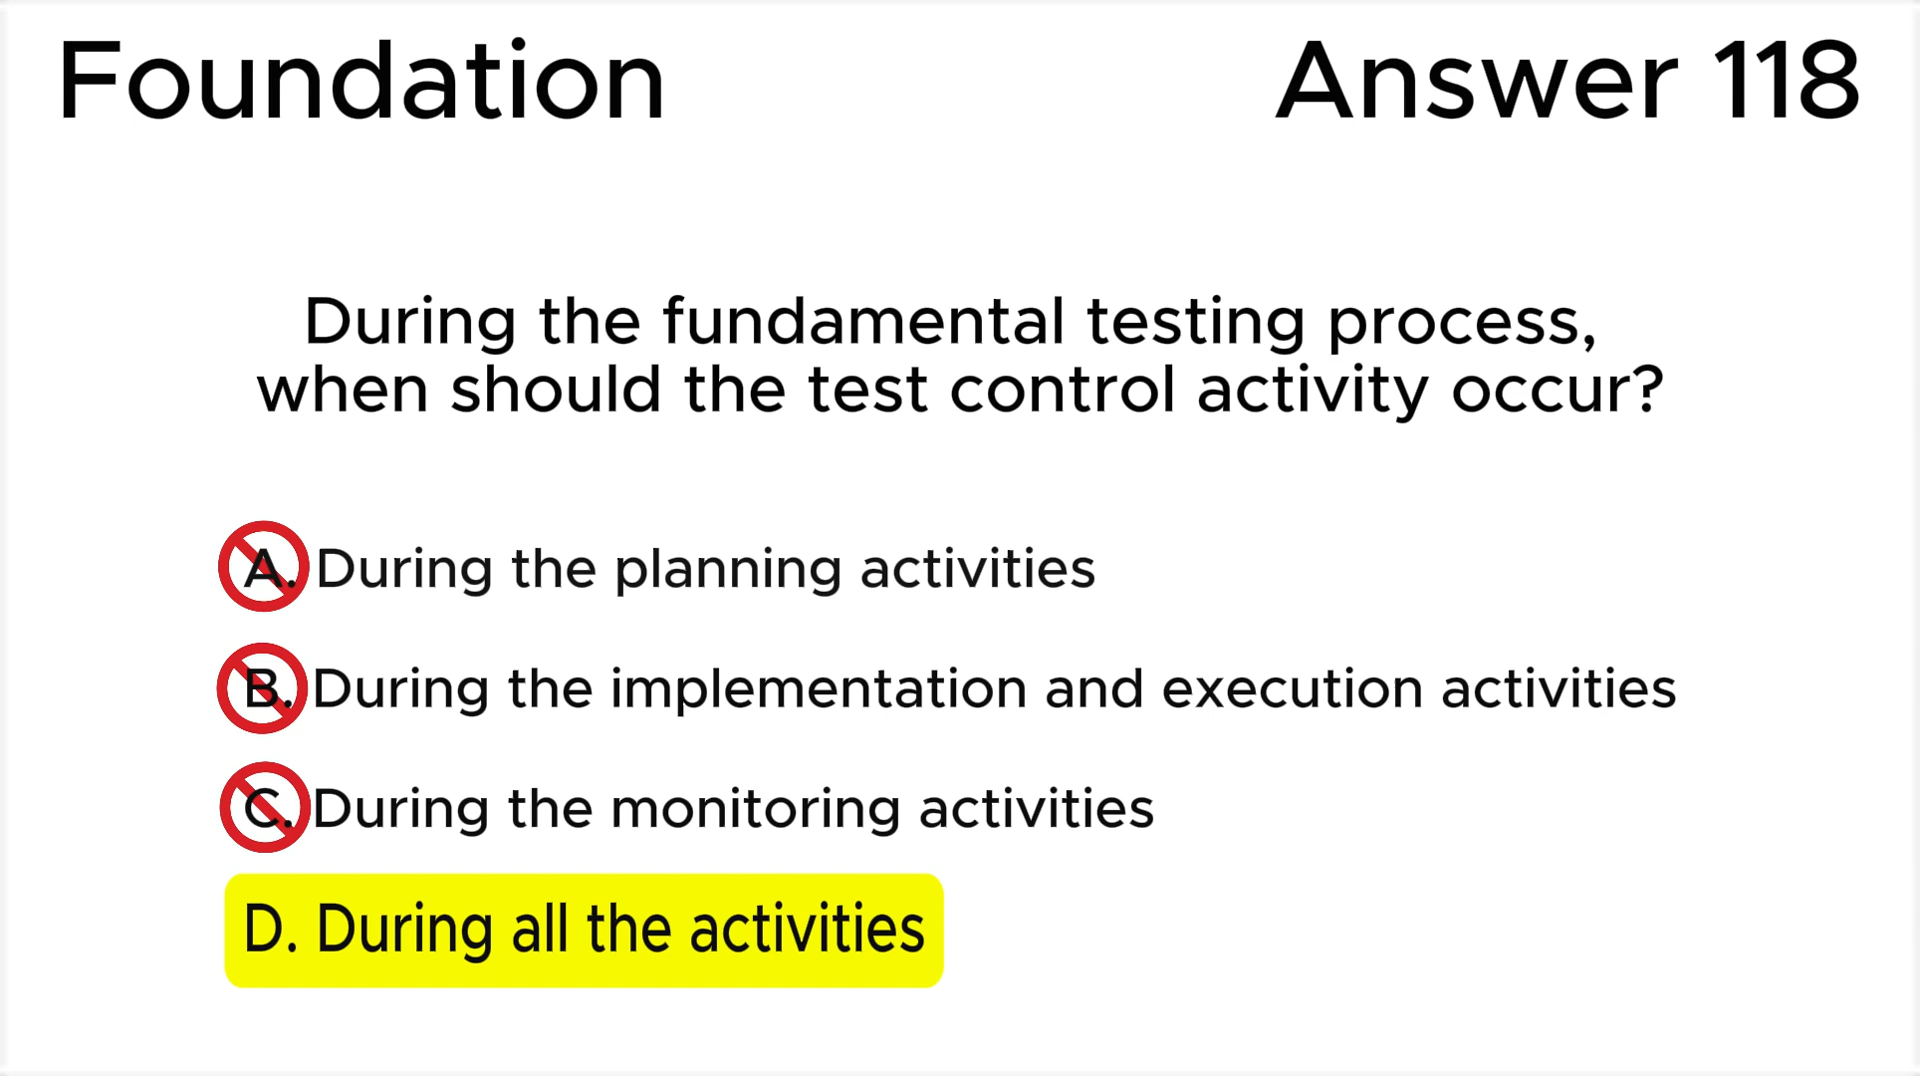 Foundation
Answer 118
During the fundamental testing process,
when should the test control activity occur?
A. During the planning activities
B. During the implementation and execution activities
C. During the monitoring activities
D. During all the activities